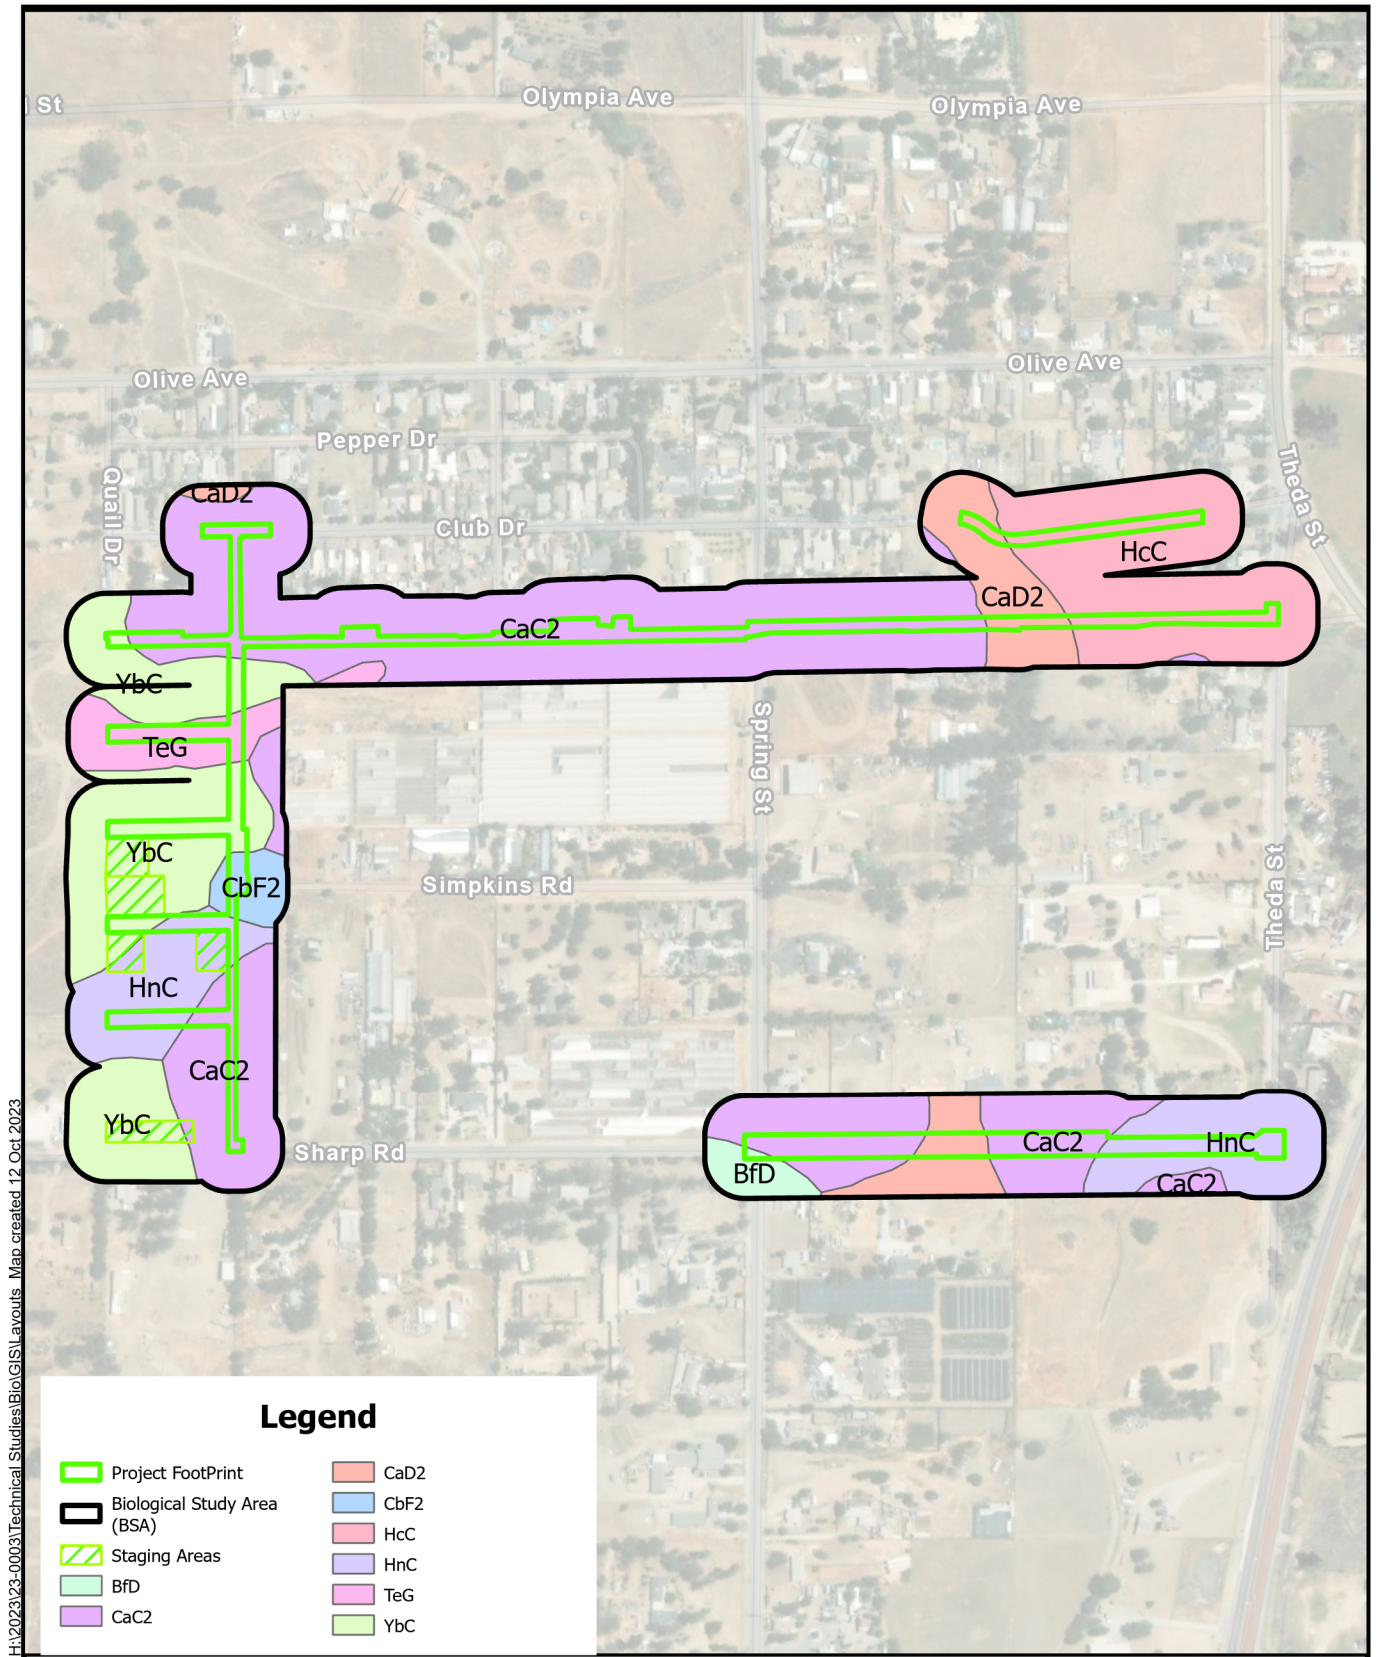 l St
Olympia Ave
Olympia Ave
Olive Ave
Olive Ave
Pepper Dr
Quail Dr
Club Dr
Theda St
CaD2
HcC
CaD2
CaC2
YbC
TeG
Spring St
YbC
CbF2
Simpkins Rd
Theda St
HnC
CaC2
YbC
Sharp Rd
CaC2
HnC
BfD
CaC2
H:\2023\23-0003\Technical Studies\Bio\GIS\Layouts Map created 12 Oct 2023
Legend
Project FootPrint
Biological Study Area
(BSA)
Staging Areas
BfD
CaC2
CaD2
CbF2
HcC
HnC
TeG
YbC